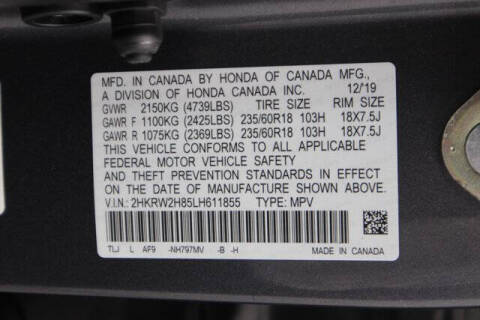 MFD. IN CANADA BY HONDA OF CANADA MFG.,
A DIVISION OF HONDA CANADA INC. 12/19
GVWR 2150KG (4739LBS) TIRE SIZE RIM SIZE
GAWR F 1100KG (2425LBS) 235/60R18 103H 18X7.5J
GAWR R 1075KG (2369LBS) 235/60R18 103H 18X7.5J
THIS VEHICLE CONFORMS TO ALL APPLICABLE
FEDERAL MOTOR VEHICLE SAFETY
AND THEFT PREVENTION STANDARDS IN EFFECT
ON THE DATE OF MANUFACTURE SHOWN ABOVE.
V.I.N.: 2HKRW2H85LH611855 TYPE: MPV
TLJ L AF9 -NH797MV -B -H MADE IN CANADA